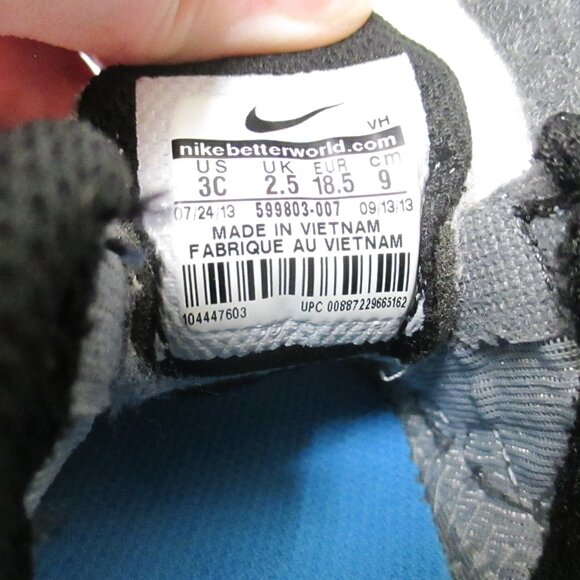 VH
nikebetterworld.com
US UK EUR cm
3C 2.5 18.5 9
07/24/13 599803-007 09/13/13
MADE IN VIETNAM
FABRIQUE AU VIETNAM
104447603 UPC 00887229665162